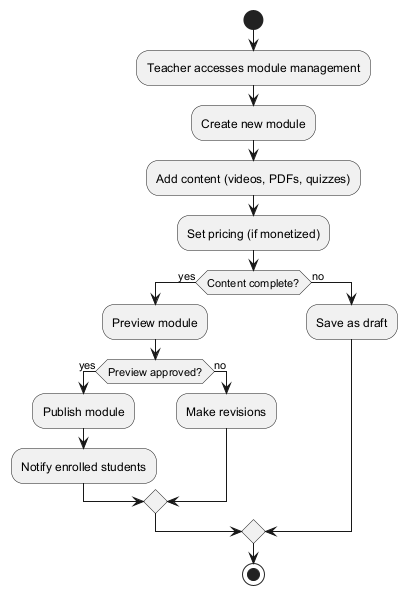 Teacher accesses module management
Create new module
Add content (videos, PDFs, quizzes)
Set pricing (if monetized)
yes
Content complete?
no
Preview module
Save as draft
yes
Preview approved?
no
Publish module
Make revisions
Notify enrolled students